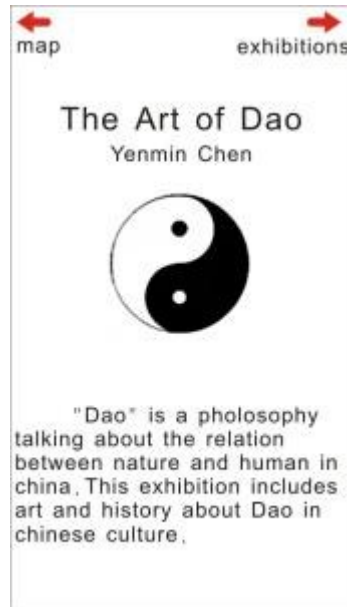 map
exhibitions
The Art of Dao
Yenmin Chen
"Dao" is a pholosophy
talking about the relation
between nature and human in
china. This exhibition includes
art and history about Dao in
chinese culture.